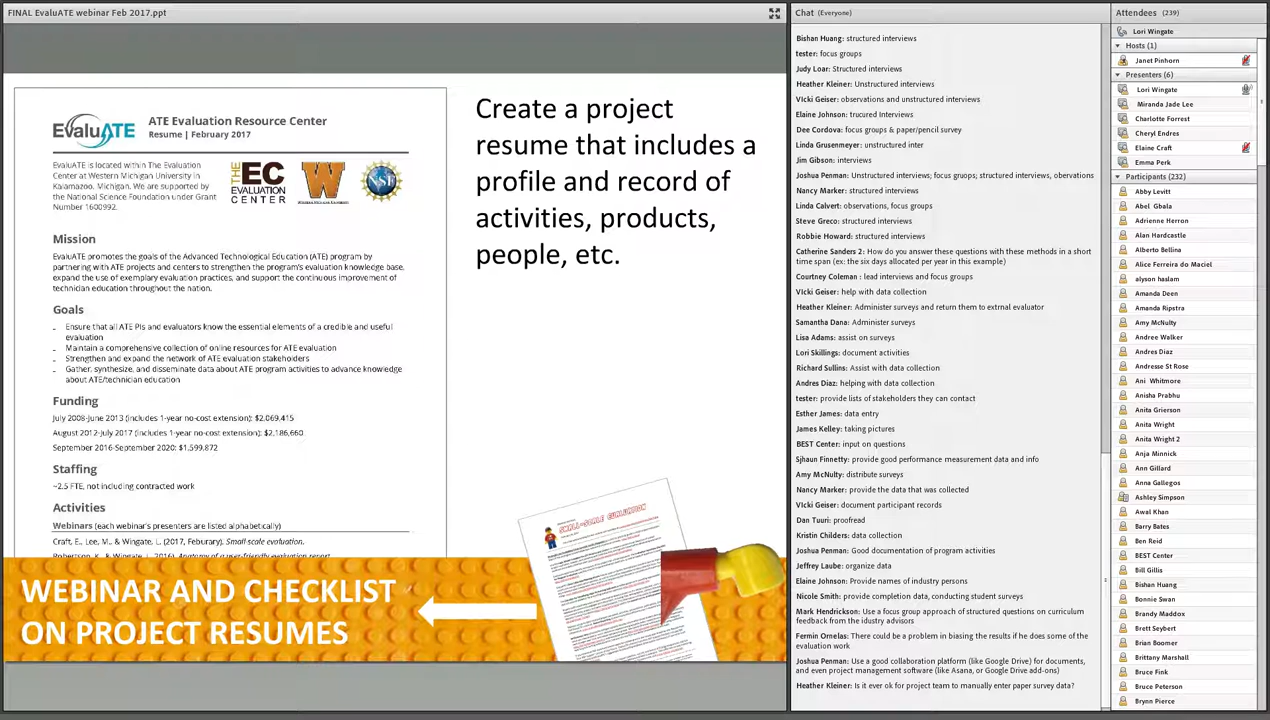 FINAL EvaluATE webinar Feb 2017.ppt
EvaluATE
ATE Evaluation Resource Center
Resume | February 2017
EvaluATE is located within The Evaluation
Center at Western Michigan University in
Kalamazoo, Michigan. We are supported by
the National Science Foundation under Grant
Number 1600992.
THE EC
EVALUATION
CENTER
W
NSF
Mission
EvaluATE promotes the goals of the Advanced Technological Education (ATE) program by
partnering with ATE projects and centers to strengthen the program's evaluation knowledge base,
expand the use of exemplary evaluation practices, and support the continuous improvement of
technician education throughout the nation.
Goals
Ensure that all ATE PIs and evaluators know the essential elements of a credible and useful
evaluation
Maintain a comprehensive collection of online resources for ATE evaluation
Strengthen and expand the network of ATE evaluation stakeholders
Gather, synthesize, and disseminate data about ATE program activities to advance knowledge
about ATE/technician education
Funding
July 2008-June 2013 (includes 1-year no-cost extension): $2,069,415
August 2012-July 2017 (includes 1-year no-cost extension): $2,186,660
September 2016-September 2020: $1,599,872
Staffing
~2.5 FTE, not including contracted work
Activities
Webinars (each webinar's presenters are listed alphabetically)
Craft, E., Lee, M., & Wingate, L. (2017, Feburary). Small-scale evaluation.
Robertson, K., & Wingate, L. 2016). Anatomy of a user-friendly evaluation report.
Create a project
resume that includes a
profile and record of
activities, products,
people, etc.
SMALL-SCALE EVALUATION
WEBINAR AND CHECKLIST
ON PROJECT RESUMES
Chat (Everyone)
Bishan Huang: structured interviews
tester: focus groups
Judy Loar: Structured interviews
Heather Kleiner: Unstructured interviews
VIcki Geiser: observations and unstructured interviews
Elaine Johnson: trucured Interviews
Dee Cordova: focus groups & paper/pencil survey
Linda Grusenmeyer: unstructured inter
Jim Gibson: interviews
Joshua Penman: Unstructured interviews; focus groups; structured interviews, obervations
Nancy Marker: structured interviews
Linda Calvert: observations, focus groups
Steve Greco: structured interviews
Robbie Howard: structured interviews
Catherine Sanders 2: How do you answer these questions with these methods in a short
time span (ex: the six days allocated per year in this example)
Courtney Coleman : lead interviews and focus groups
VIcki Geiser: help with data collection
Heather Kleiner: Administer surveys and return them to extrnal evaluator
Samantha Dana: Administer surveys
Lisa Adams: assist on surveys
Lori Skillings: document activities
Richard Sullins: Assist with data collection
Andres Diaz: helping with data collection
tester: provide lists of stakeholders they can contact
Esther James: data entry
James Kelley: taking pictures
BEST Center: input on questions
Sjhaun Finnetty: provide good performance measurement data and info
Amy McNulty: distribute surveys
Nancy Marker: provide the data that was collected
VIcki Geiser: document participant records
Dan Tuuri: proofread
Kristin Childers: data collection
Joshua Penman: Good documentation of program activities
Jeffrey Laube: organize data
Elaine Johnson: Provide names of industry persons
Nicole Smith: provide completion data, conducting student surveys
Mark Hendrickson: Use a focus group approach of structured questions on curriculum
feedback from the idustry advisors
Fermin Ornelas: There could be a problem in biasing the results if he does some of the
evaluation work
Joshua Penman: Use a good collaboration platform (like Google Drive) for documents,
and even project management software (like Asana, or Google Drive add-ons)
Heather Kleiner: Is it ever ok for project team to manually enter paper survey data?
Attendees (239)
Lori Wingate
Hosts (1)
Janet Pinhorn
Presenters (6)
Lori Wingate
Miranda Jade Lee
Charlotte Forrest
Cheryl Endres
Elaine Craft
Emma Perk
Participants (232)
Abby Levitt
Abel Gbala
Adrienne Herron
Alan Hardcastle
Alberto Bellina
Alice Ferreira do Maciel
alyson haslam
Amanda Deen
Amanda Ripstra
Amy McNulty
Andree Walker
Andres Diaz
Andresse St Rose
Ani Whitmore
Anisha Prabhu
Anita Grierson
Anita Wright
Anita Wright 2
Anja Minnick
Ann Gillard
Anna Gallegos
Ashley Simpson
Awal Khan
Barry Bates
Ben Reid
BEST Center
Bill Gillis
Bishan Huang
Bonnie Swan
Brandy Maddox
Brett Seybert
Brian Boomer
Brittany Marshall
Bruce Fink
Bruce Peterson
Brynn Pierce